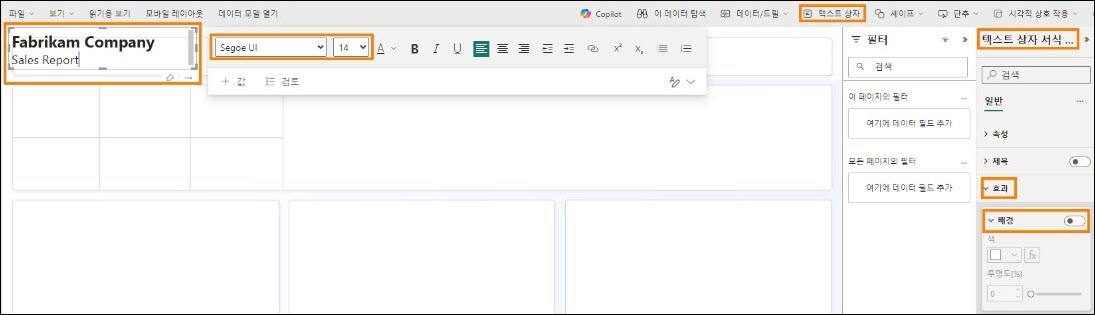 파일 보기 읽기용 보기 모바일 레이아웃 데이터 모델 열기 Copilot 이 데이터 탐색 데이터/드릴 텍스트 상자 셰이프 단추 시각적 상호 작용
Fabrikam Company
Sales Report
Segoe UI 14 A B I U x² x₂
+ 값 검토
필터
검색
이 페이지의 필터 ...
여기에 데이터 필드 추가
모든 페이지의 필터 ...
여기에 데이터 필드 추가
텍스트 상자 서식 ...
검색
일반 ...
속성
제목
효과
배경
색
fx
투명도(%)
0